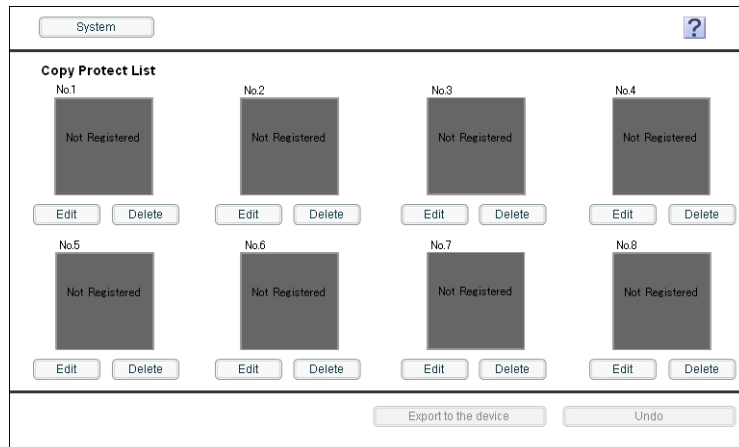 System
?
Copy Protect List
No.1 No.2 No.3 No.4
Not Registered Not Registered Not Registered Not Registered
Edit Delete Edit Delete Edit Delete Edit Delete
No.5 No.6 No.7 No.8
Not Registered Not Registered Not Registered Not Registered
Edit Delete Edit Delete Edit Delete Edit Delete
Export to the device Undo